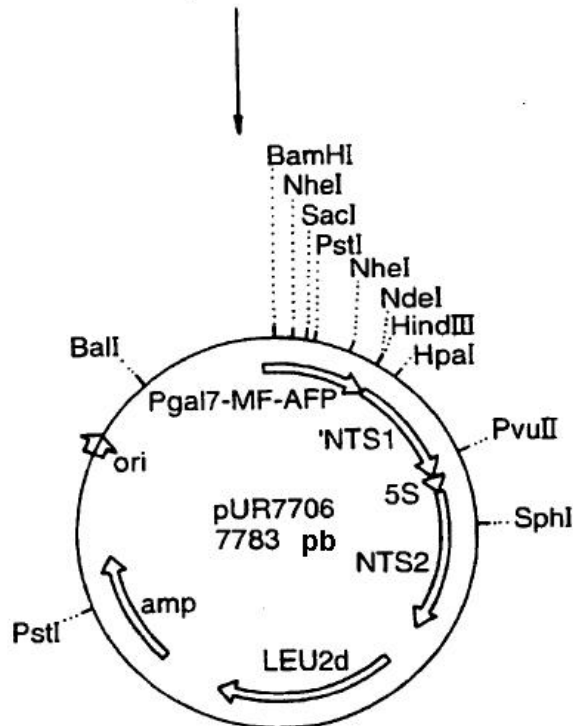 BamHI
NheI
SacI
PstI
NheI
NdeI
HindIII
HpaI
BalI
Pgal7-MF-AFP
'NTS1
PvuII
ori
5S
pUR7706
7783 pb
SphI
NTS2
amp
PstI
LEU2d